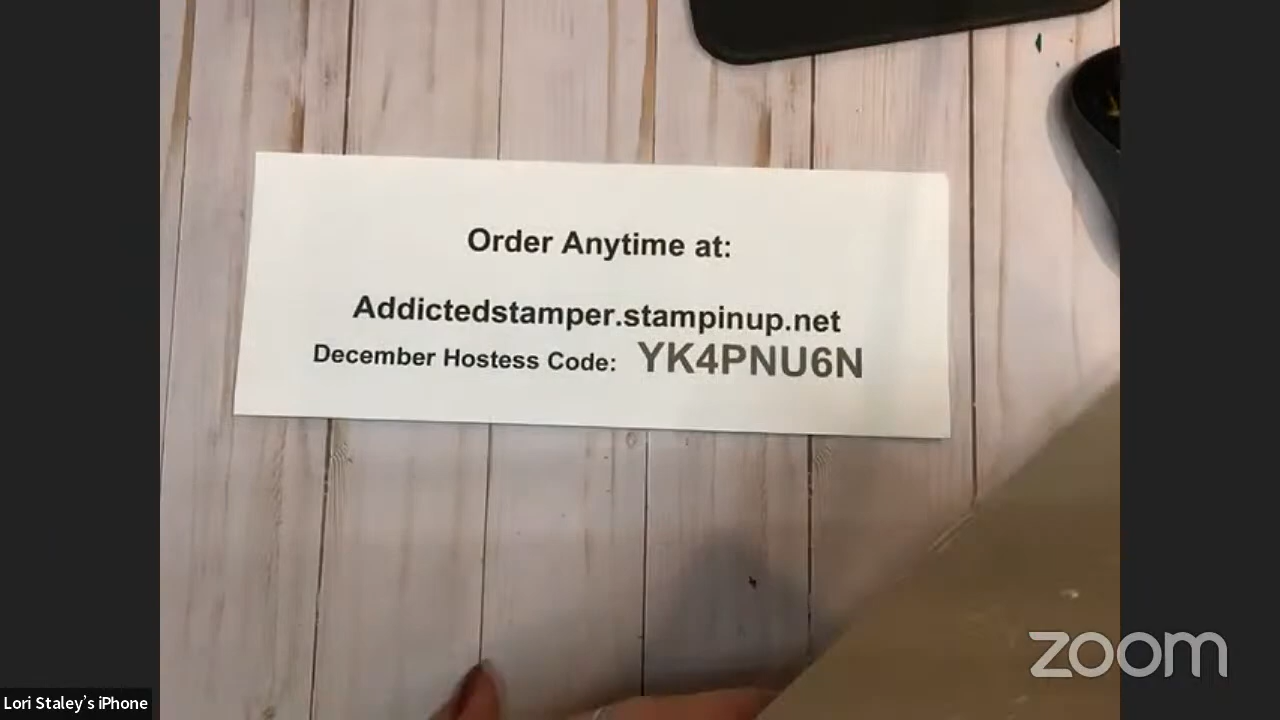 Order Anytime at:
Addictedstamper.stampinup.net
December Hostess Code: YK4PNU6N
zoom
Lori Staley's iPhone